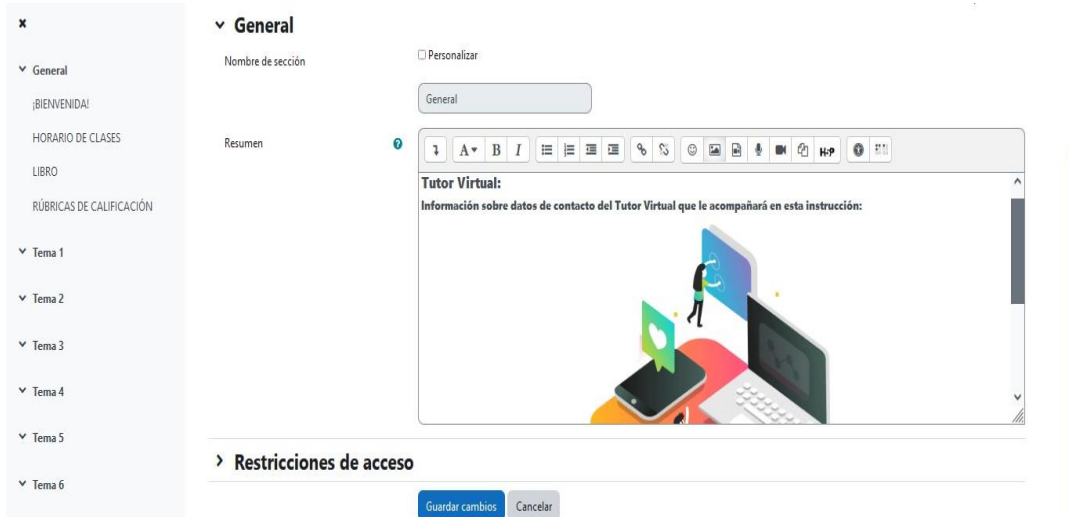 General
¡BIENVENIDA!
HORARIO DE CLASES
LIBRO
RÚBRICAS DE CALIFICACIÓN
Tema 1
Tema 2
Tema 3
Tema 4
Tema 5
Tema 6
General
Nombre de sección
Personalizar
General
Resumen
A B I H-P
Tutor Virtual:
Información sobre datos de contacto del Tutor Virtual que le acompañará en esta instrucción:
Restricciones de acceso
Guardar cambios Cancelar